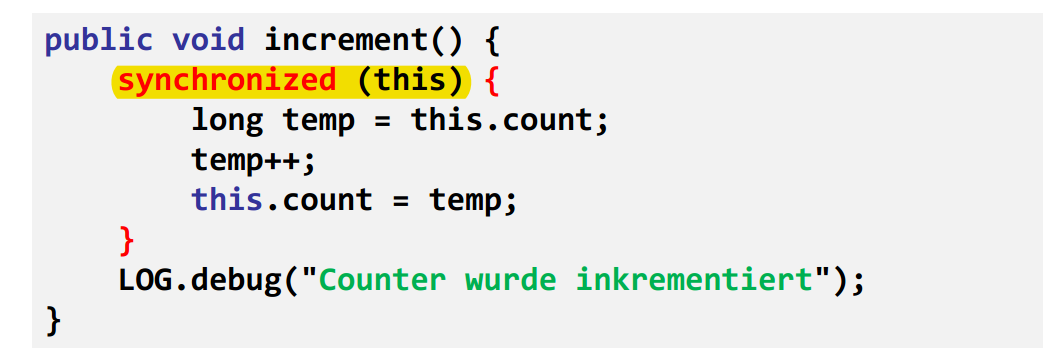 public void increment() {
synchronized (this) {
long temp = this.count;
temp++;
this.count = temp;
}
LOG.debug("Counter wurde inkrementiert");
}